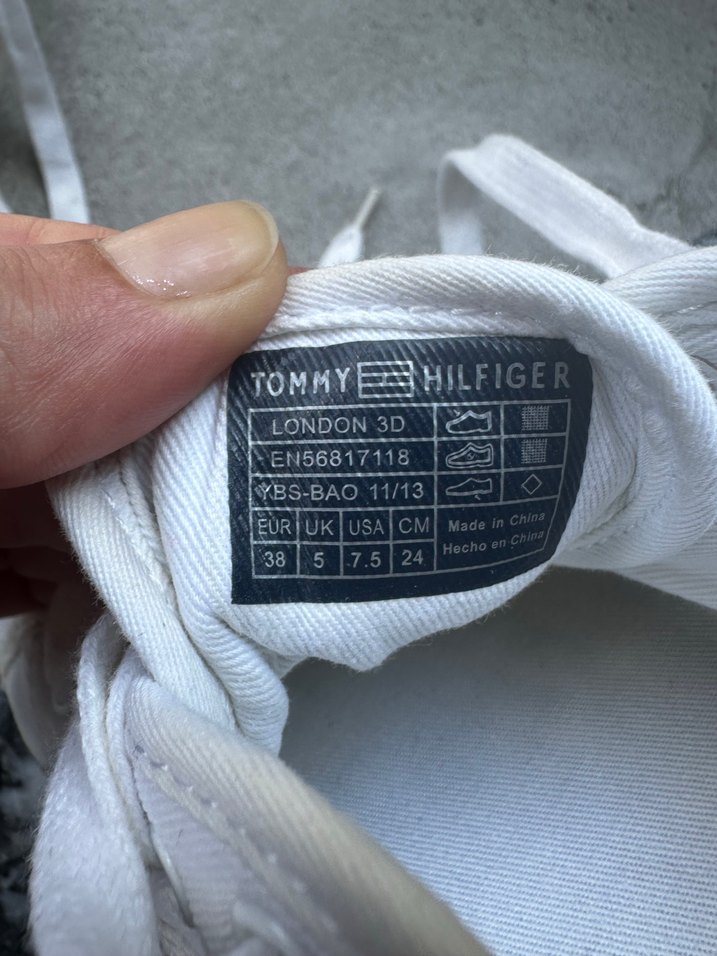 TOMMY HILFIGER
LONDON 3D
EN56817118
YBS-BAO 11/13
EUR UK USA CM
38 5 7.5 24
Made in China
Hecho en China